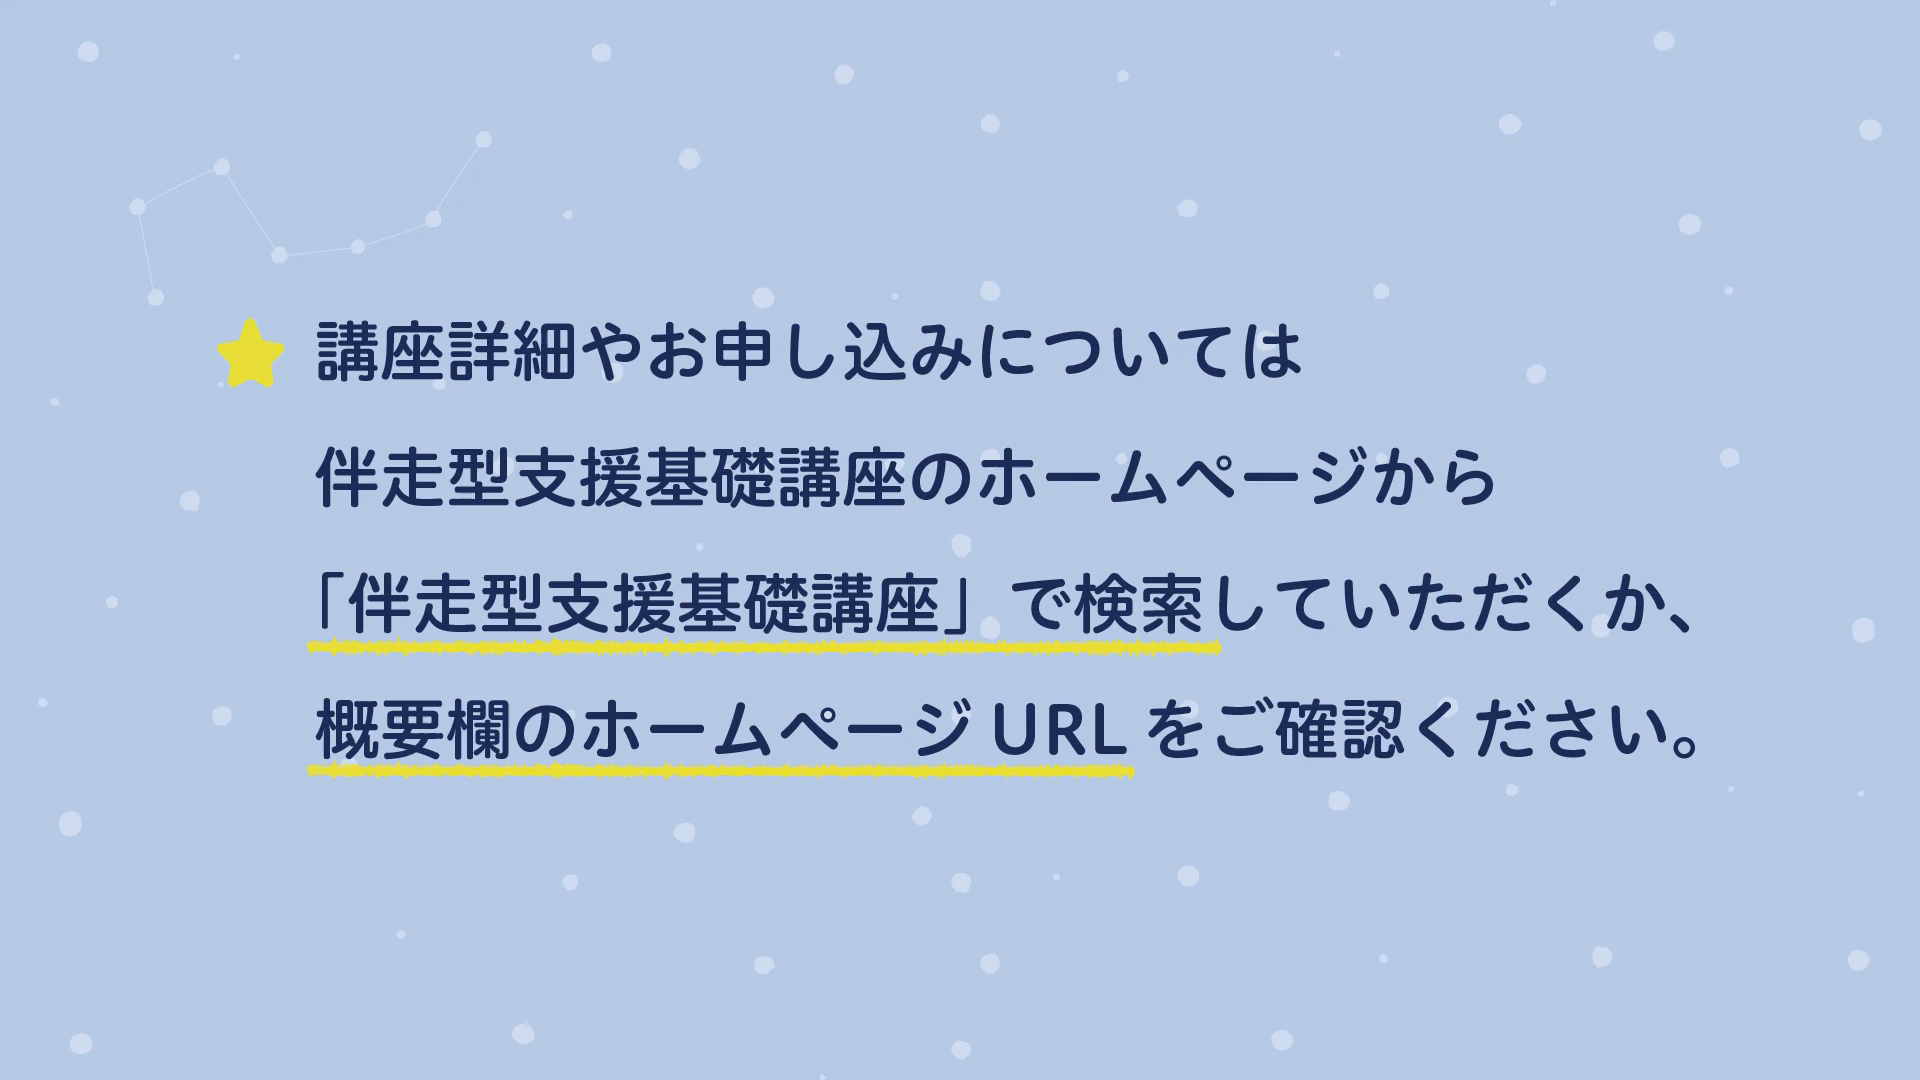 講座詳細やお申し込みについては
伴走型支援基礎講座のホームページから
「伴走型支援基礎講座」で検索していただくか、
概要欄のホームページ URL をご確認ください。